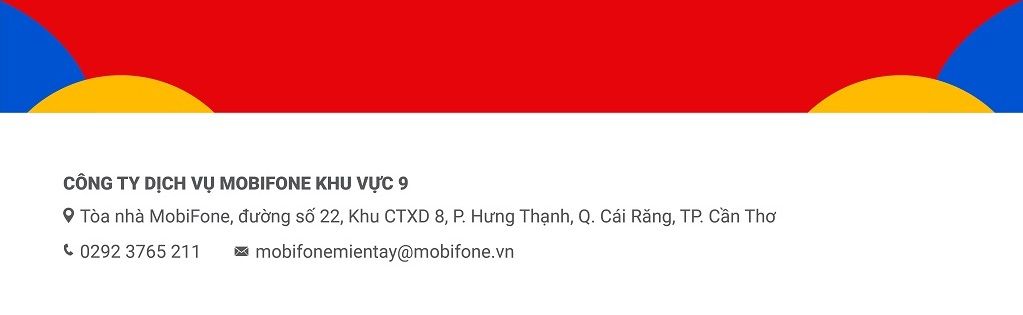 CÔNG TY DỊCH VỤ MOBIFONE KHU VỰC 9
Tòa nhà MobiFone, đường số 22, Khu CTXD 8, P. Hưng Thạnh, Q. Cái Răng, TP. Cần Thơ
0292 3765 211 mobifonemientay@mobifone.vn